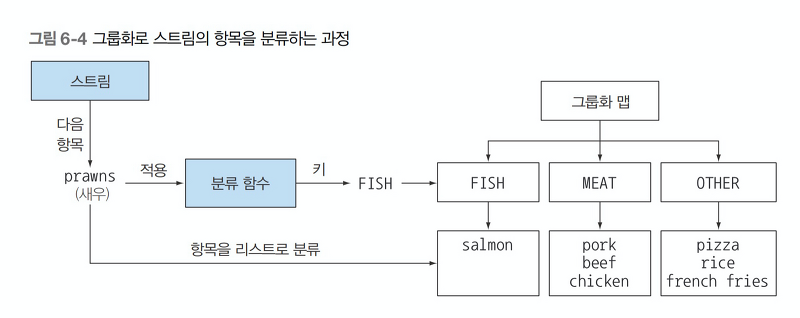 그림 6-4 그룹화로 스트림의 항목을 분류하는 과정
스트림
그룹화 맵
다음
항목
prawns
(새우)
적용
분류 함수
키
FISH
FISH
MEAT
OTHER
항목을 리스트로 분류
salmon
pork
beef
chicken
pizza
rice
french fries